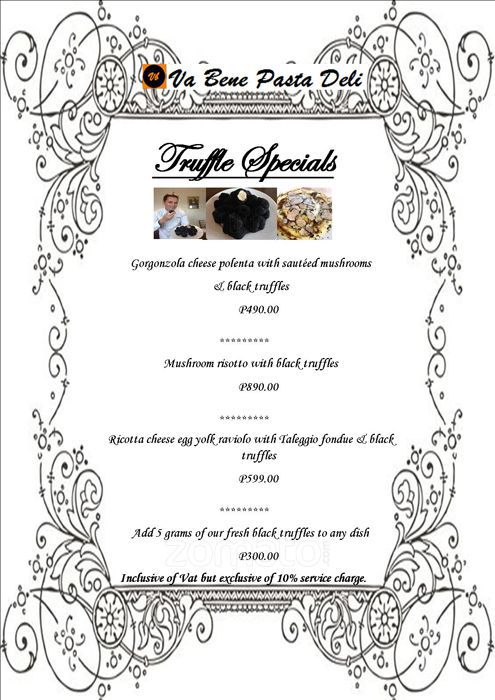 Va Bene Pasta Deli
Truffle Specials
Gorgonzola cheese polenta with sautéed mushrooms
& black truffles
P490.00
*********
Mushroom risotto with black truffles
P890.00
*********
Ricotta cheese egg yolk raviolo with Taleggio fondue & black
truffles
P599.00
*********
Add 5 grams of our fresh black truffles to any dish
P300.00
zomato.com
Inclusive of Vat but exclusive of 10% service charge.